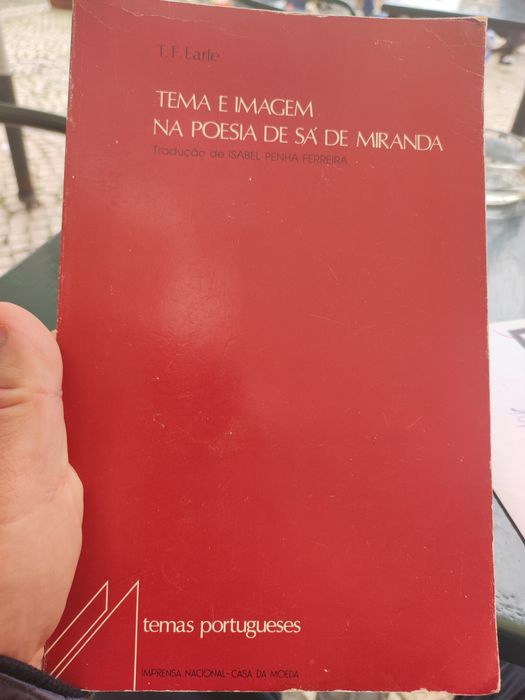 T. F. Earle
TEMA E IMAGEM
NA POESIA DE SÁ DE MIRANDA
Tradução de ISABEL PENHA FERREIRA
temas portugueses
IMPRENSA NACIONAL-CASA DA MOEDA